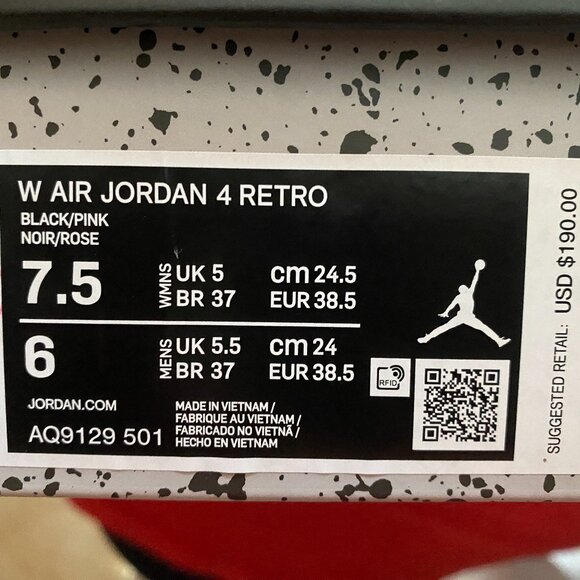 W AIR JORDAN 4 RETRO
BLACK/PINK
NOIR/ROSE
7.5
WMNS
UK 5 cm 24.5
BR 37 EUR 38.5
6
MENS
UK 5.5 cm 24
BR 37 EUR 38.5
RFID
JORDAN.COM
AQ9129 501
MADE IN VIETNAM /
FABRIQUE AU VIETNAM /
FABRICADO NO VIETNÃ /
HECHO EN VIETNAM
SUGGESTED RETAIL: USD $190.00